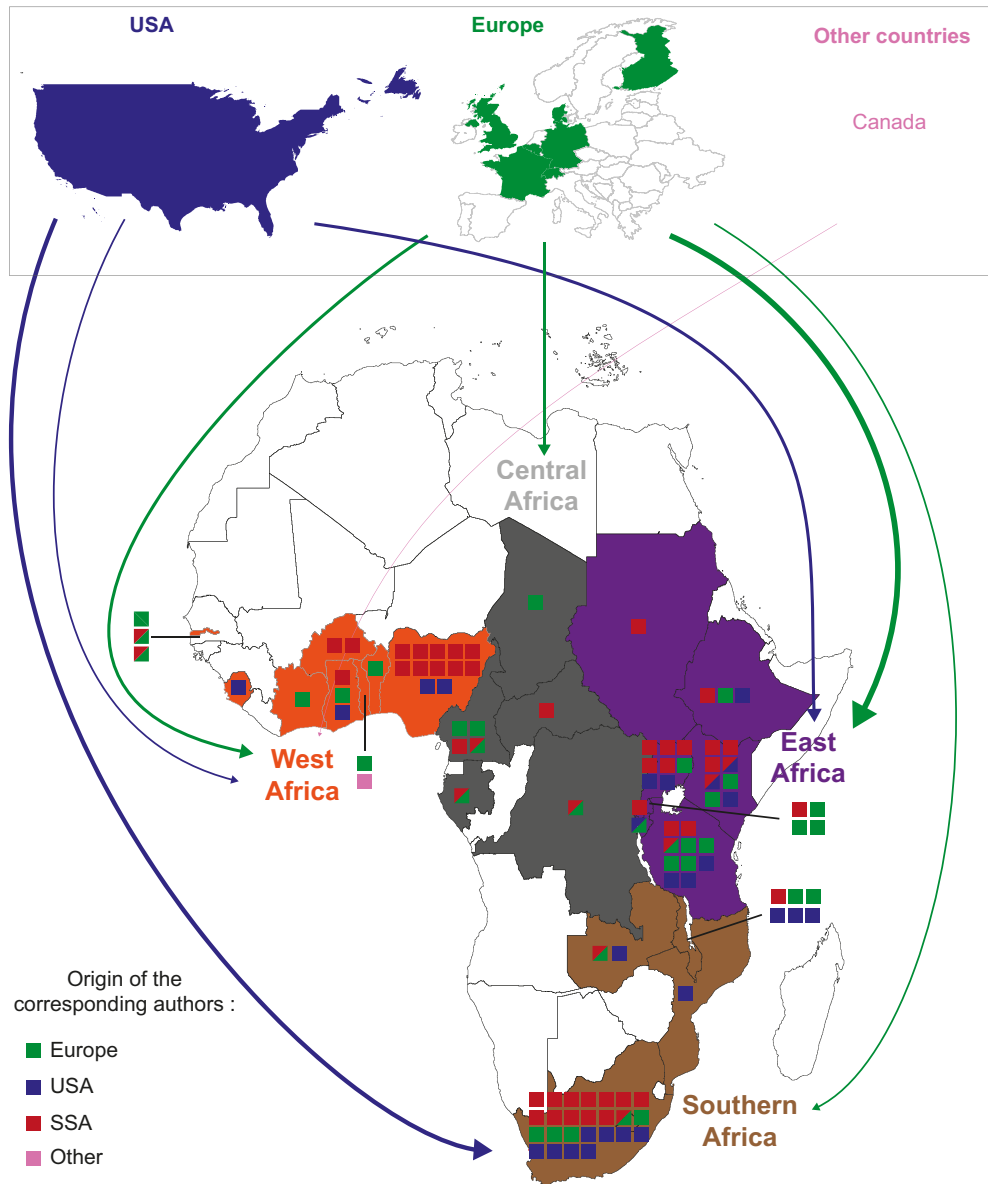 USA
Europe
Other countries
Canada
Central
Africa
West
Africa
East
Africa
Southern
Africa
Origin of the
corresponding authors :
Europe
USA
SSA
Other